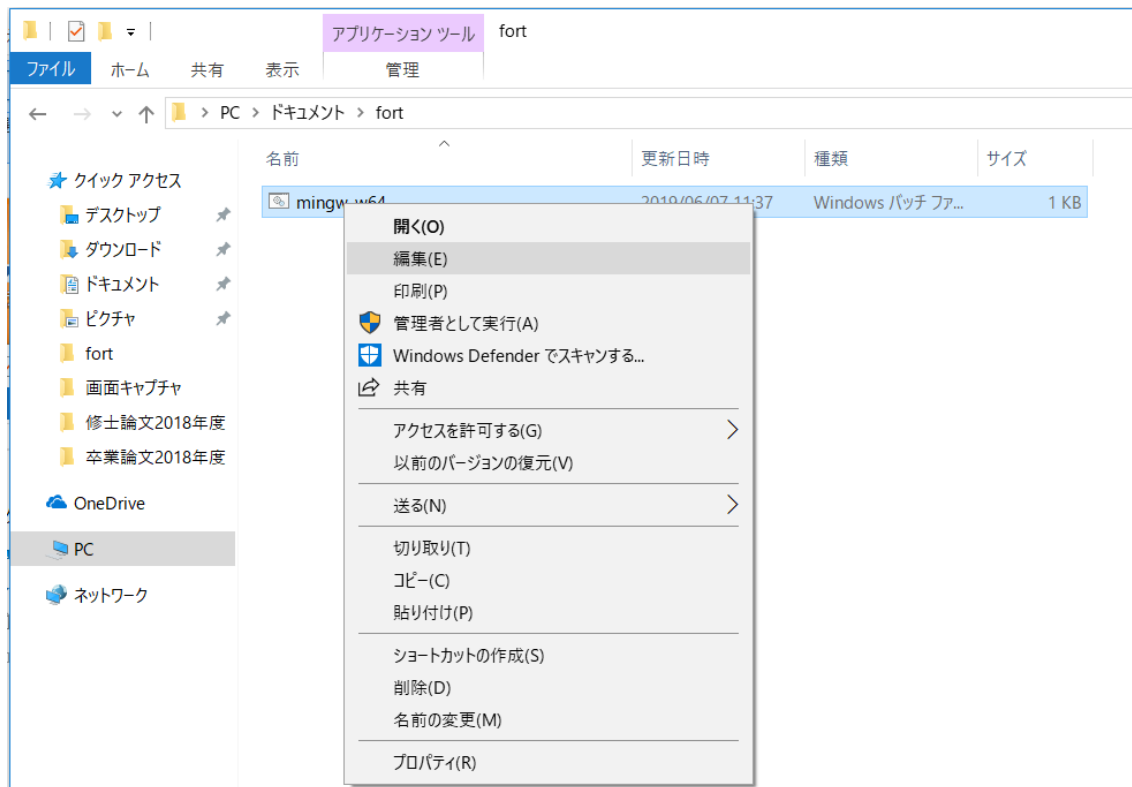 アプリケーション ツール fort
ファイル ホーム 共有 表示 管理
PC ドキュメント fort
名前 更新日時 種類 サイズ
クイック アクセス
デスクトップ
ダウンロード
ドキュメント
ピクチャ
fort
画面キャプチャ
修士論文2018年度
卒業論文2018年度
OneDrive
PC
ネットワーク
mingw-w64 2019/06/07 11:37 Windows バッチ ファ... 1 KB
開く(O)
編集(E)
印刷(P)
管理者として実行(A)
Windows Defender でスキャンする...
共有
アクセスを許可する(G)
以前のバージョンの復元(V)
送る(N)
切り取り(T)
コピー(C)
貼り付け(P)
ショートカットの作成(S)
削除(D)
名前の変更(M)
プロパティ(R)